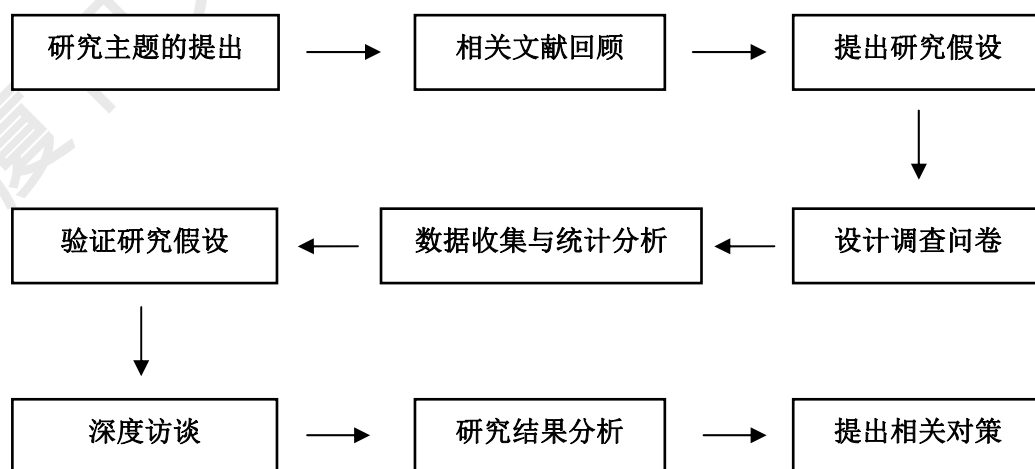 研究主题的提出
相关文献回顾
提出研究假设
验证研究假设
数据收集与统计分析
设计调查问卷
深度访谈
研究结果分析
提出相关对策